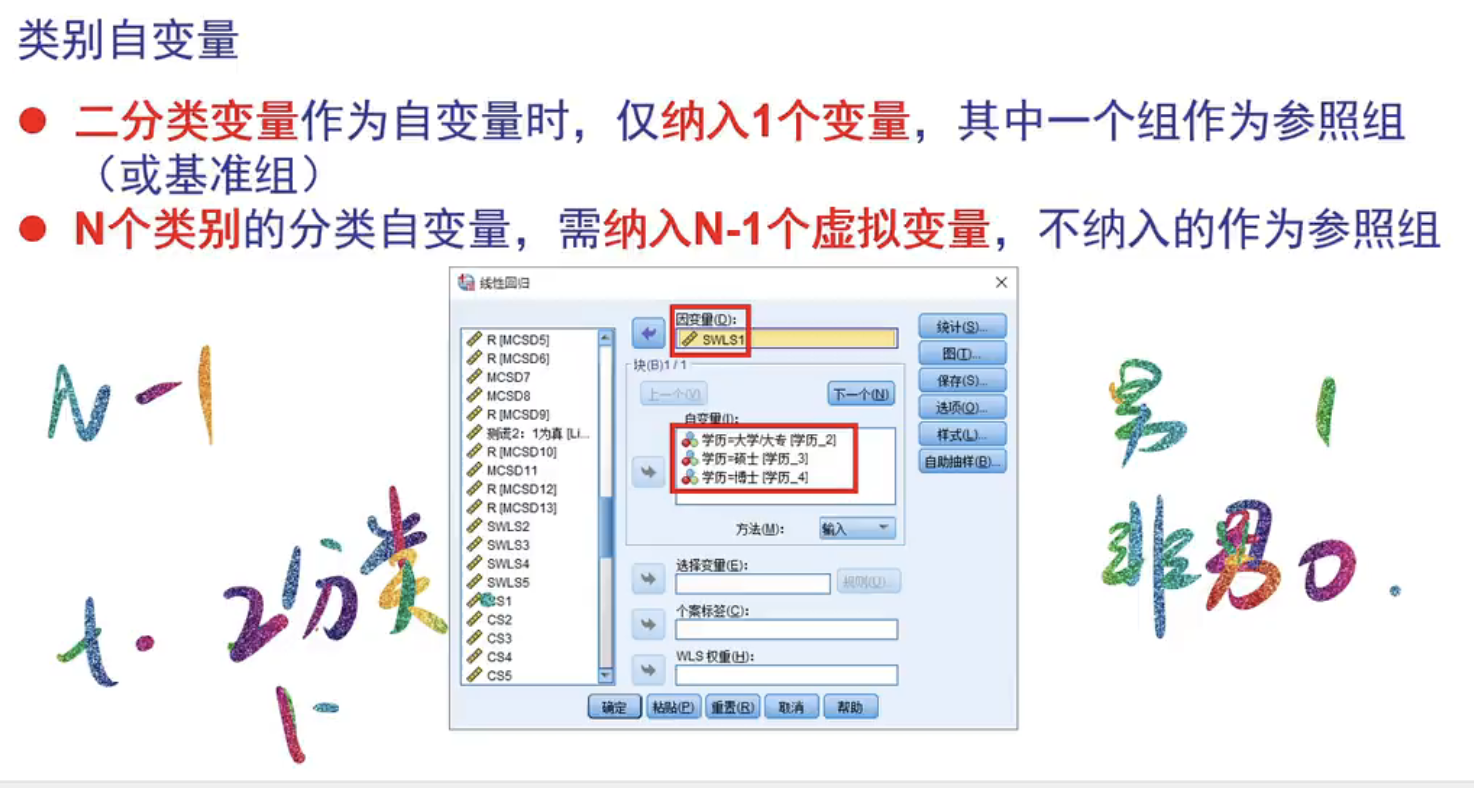 类别自变量
● 二分类变量作为自变量时，仅纳入1个变量，其中一个组作为参照组
（或基准组）
● N个类别的分类自变量，需纳入N-1个虚拟变量，不纳入的作为参照组
线性回归
R [MCSD5]
R [MCSD6]
MCSD7
MCSD8
R [MCSD9]
测谎2：1为真 [Li...
R [MCSD10]
MCSD11
R [MCSD12]
R [MCSD13]
SWLS2
SWLS3
SWLS4
SWLS5
CS1
CS2
CS3
CS4
CS5
因变量(D):
SWLS1
块(B)1 / 1
上一个(V)
下一个(N)
自变量(I):
学历=大学/大专 [学历_2]
学历=硕士 [学历_3]
学历=博士 [学历_4]
方法(M):
输入
选择变量(E):
规则(U)...
个案标签(C):
WLS 权重(H):
统计(S)...
图(T)...
保存(S)...
选项(O)...
样式(L)...
自助抽样(B)...
确定
粘贴(P)
重置(R)
取消
帮助
N-1
t. 2分类
1-
男 1
非男 0.